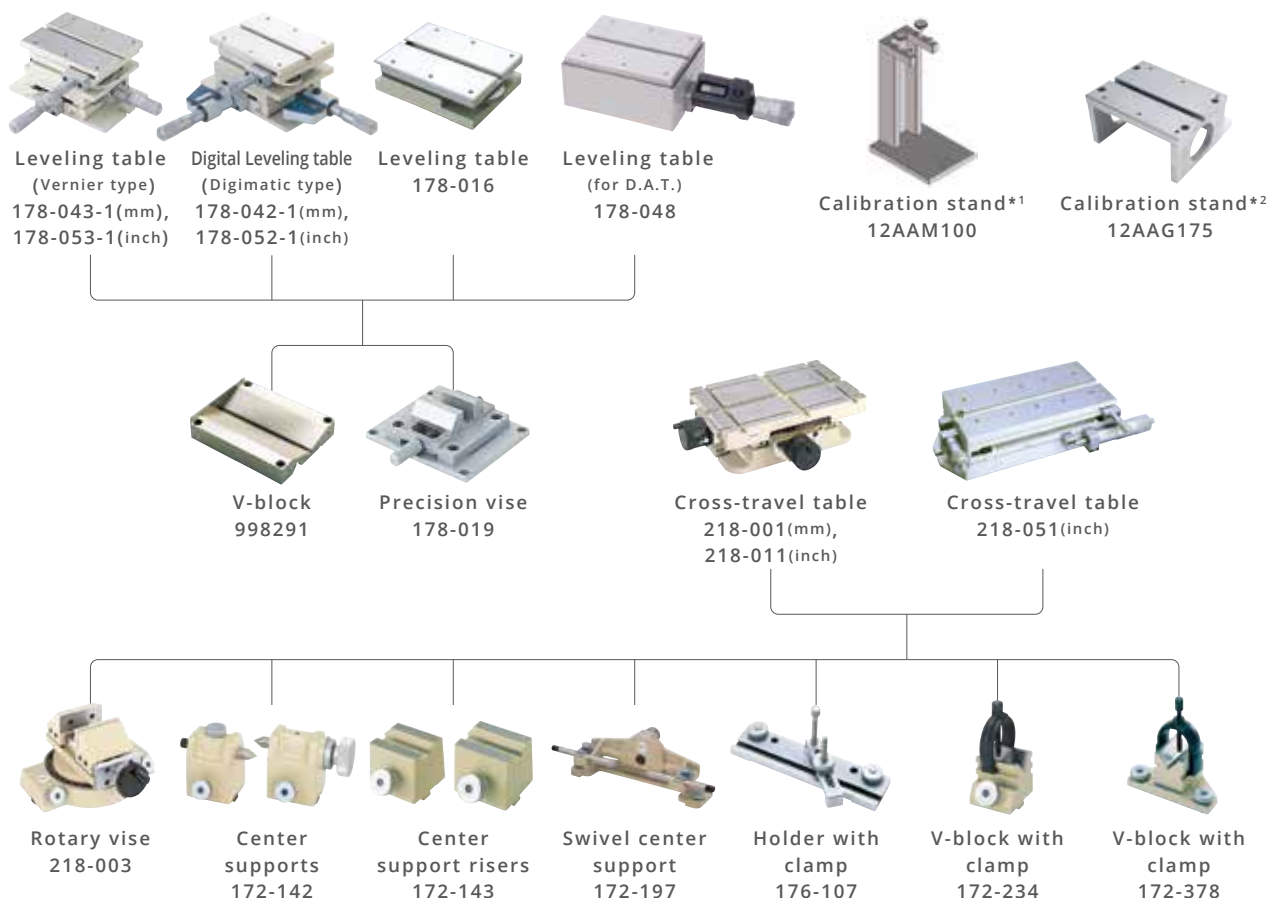 Leveling table
(Vernier type)
178-043-1(mm),
178-053-1(inch)
Digital Leveling table
(Digimatic type)
178-042-1(mm),
178-052-1(inch)
Leveling table
178-016
Leveling table
(for D.A.T.)
178-048
Calibration stand*1
12AAM100
Calibration stand*2
12AAG175
V-block
998291
Precision vise
178-019
Cross-travel table
218-001(mm),
218-011(inch)
Cross-travel table
218-051(inch)
Rotary vise
218-003
Center
supports
172-142
Center
support risers
172-143
Swivel center
support
172-197
Holder with
clamp
176-107
V-block with
clamp
172-234
V-block with
clamp
172-378